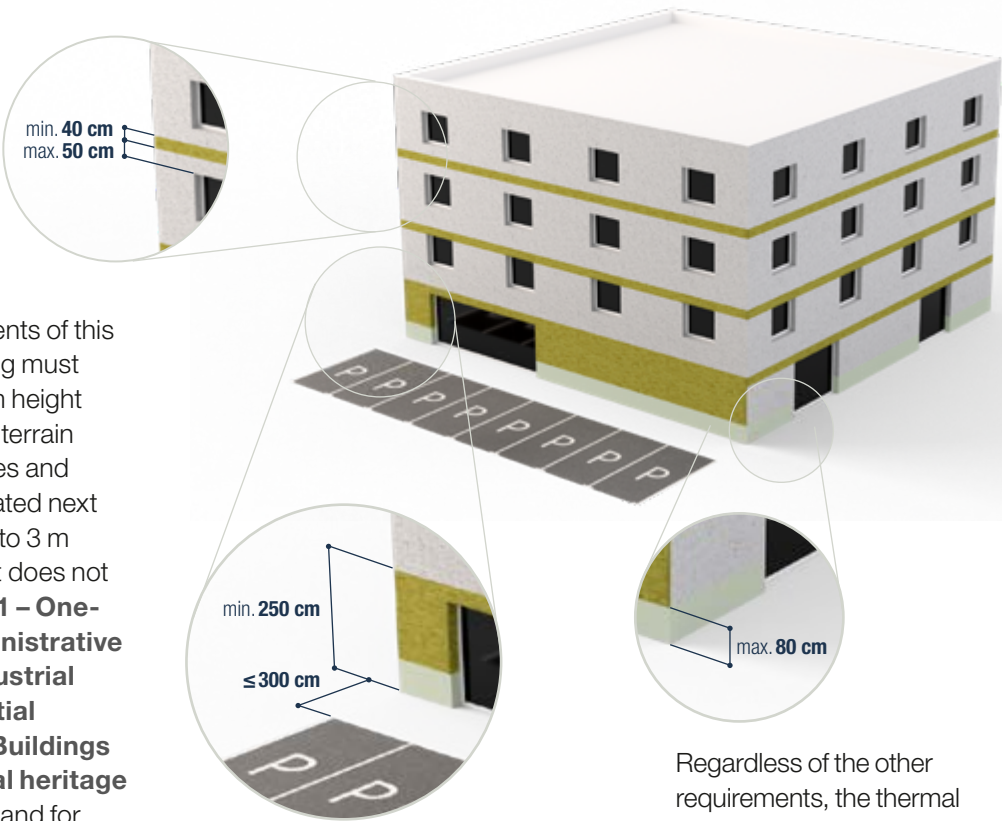 min. 40 cm
max. 50 cm
ents of this
g must
n height
terrain
es and
ated next
to 3 m
t does not
1 – One-
nistrative
ustrial
tial
Buildings
al heritage
and for
min. 250 cm
≤ 300 cm
P P P P P P P P
P P
max. 80 cm
Regardless of the other
requirements, the thermal